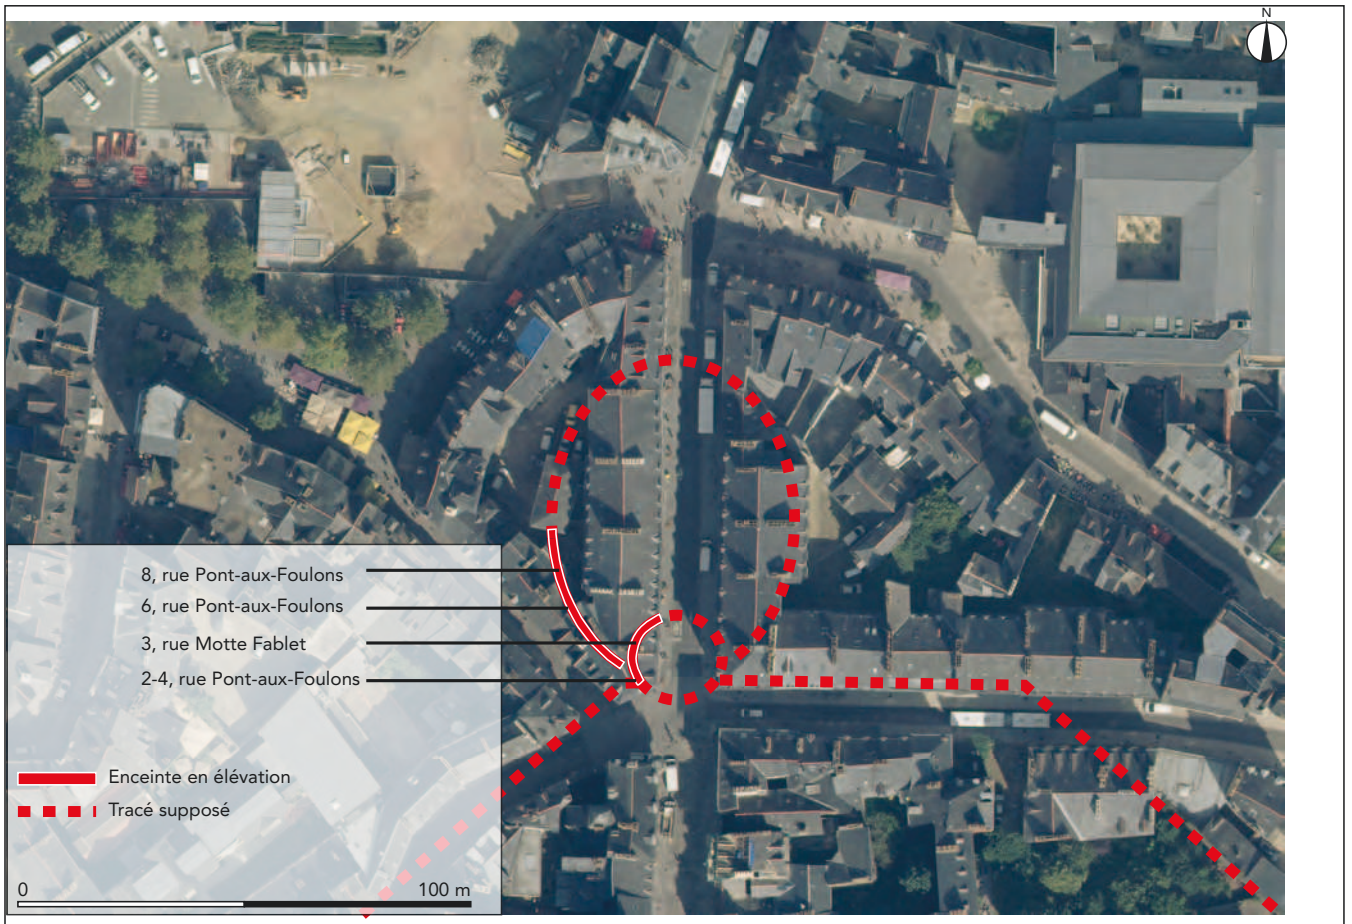 N
8, rue Pont-aux-Foulons
6, rue Pont-aux-Foulons
3, rue Motte Fablet
2-4, rue Pont-aux-Foulons
Enceinte en élévation
Tracé supposé
0 100 m